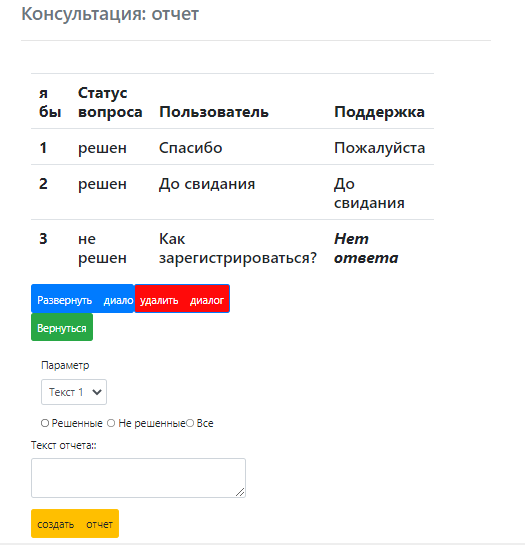 Консультация: отчет
я Статус
бы вопроса Пользователь Поддержка
1 решен Спасибо Пожалуйста
2 решен До свидания До
свидания
3 не Как Нет
решен зарегистрироваться? ответа
Развернуть диало удалить диалог
Вернуться
Параметр
Текст 1
Решенные Не решенные Все
Текст отчета::
создать отчет